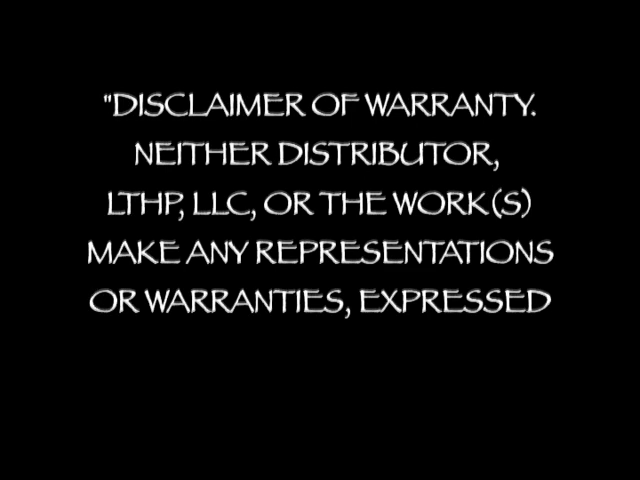 "DISCLAIMER OF WARRANTY.
NEITHER DISTRIBUTOR,
LTHP, LLC, OR THE WORK(S)
MAKE ANY REPRESENTATIONS
OR WARRANTIES, EXPRESSED